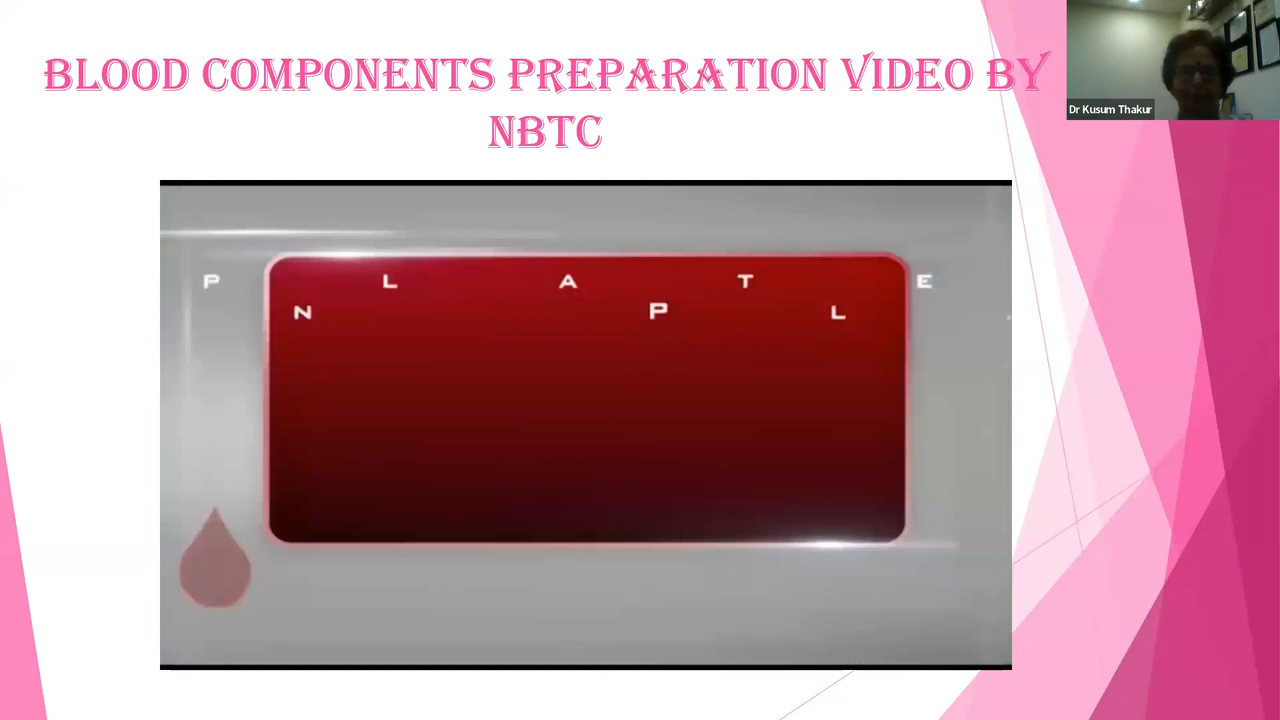 BLOOD COMPONENTS PREPARATION VIDEO BY
NBTC
Dr Kusum Thakur
P L A T E
N P L